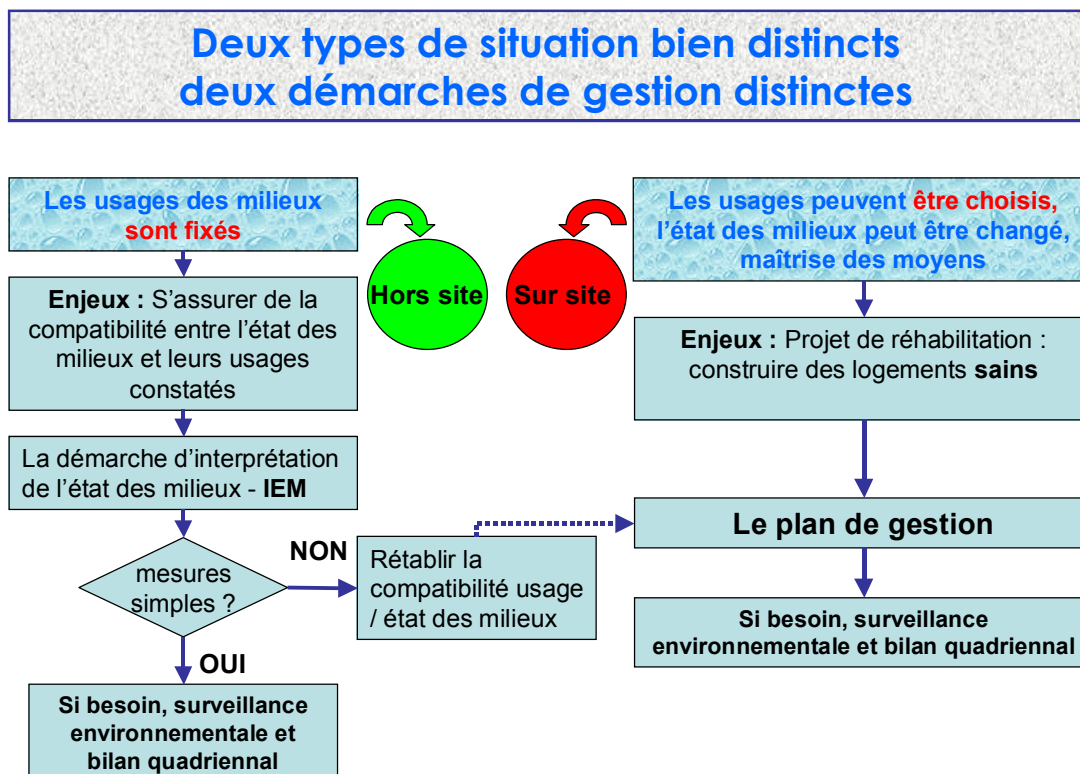 Deux types de situation bien distincts
deux démarches de gestion distinctes
Les usages des milieux
sont fixés
Enjeux : S’assurer de la
compatibilité entre l’état des
milieux et leurs usages
constatés
La démarche d’interprétation
de l’état des milieux - IEM
mesures
simples ?
NON
OUI
Rétablir la
compatibilité usage
/ état des milieux
Si besoin, surveillance
environnementale et
bilan quadriennal
Hors site
Sur site
Les usages peuvent être choisis,
l’état des milieux peut être changé,
maîtrise des moyens
Enjeux : Projet de réhabilitation :
construire des logements sains
Le plan de gestion
Si besoin, surveillance
environnementale et bilan quadriennal